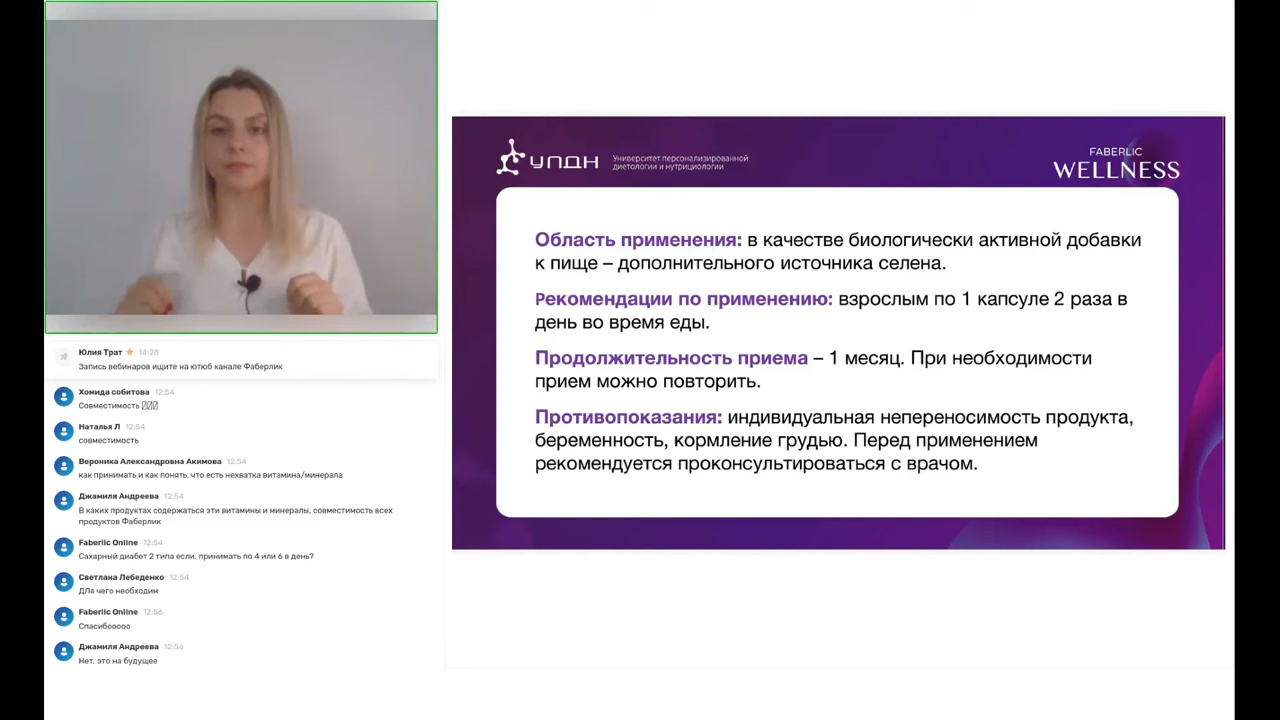 Юлия Трат 14:28
Запись вебинаров ищите на ютюб канале Фаберлик
Хомида собитова 12:54
Совместимость
Наталья Л 12:54
совместимость
Вероника Александровна Акимова 12:54
как принимать и как понять, что есть нехватка витамина/минерала
Джамиля Андреева 12:54
В каких продуктах содержаться эти витамины и минералы, совместимость всех
продуктов Фаберлик
Faberlic Online 12:54
Сахарный диабет 2 типа если, принимать по 4 или 6 в день?
Светлана Лебеденко 12:54
ДЛя чего необходим
Faberlic Online 12:56
Спасибооооо
Джамиля Андреева 12:56
Нет, это на будущее
УПДН
Университет персонализированной
диетологии и нутрициологии
FABERLIC
WELLNESS
Область применения: в качестве биологически активной добавки
к пище – дополнительного источника селена.
Рекомендации по применению: взрослым по 1 капсуле 2 раза в
день во время еды.
Продолжительность приема – 1 месяц. При необходимости
прием можно повторить.
Противопоказания: индивидуальная непереносимость продукта,
беременность, кормление грудью. Перед применением
рекомендуется проконсультироваться с врачом.